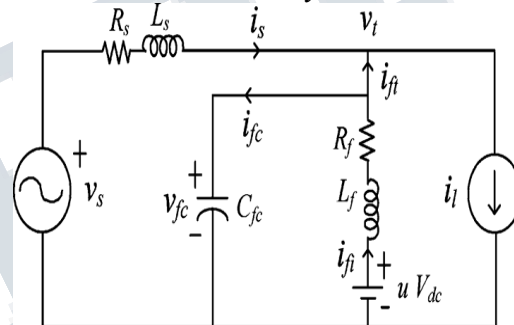 R_s L_s i_s v_t
i_ft
i_fc
R_f
+ v_s
+ v_fc - C_fc
L_f
i_l
i_fi +
u V_dc
-